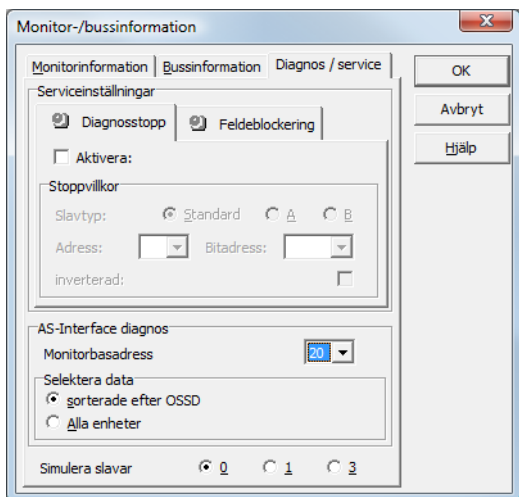 Monitor-/bussinformation
Monitorinformation Bussinformation Diagnos / service
OK
Serviceinställningar
Avbryt
Diagnosstopp Feldeblockering
Hjälp
Aktivera:
Stoppvillkor
Slavtyp: Standard A B
Adress: Bitadress:
inverterad:
AS-Interface diagnos
Monitorbasadress 20
Selektera data
sorterade efter OSSD
Alla enheter
Simulera slavar 0 1 3